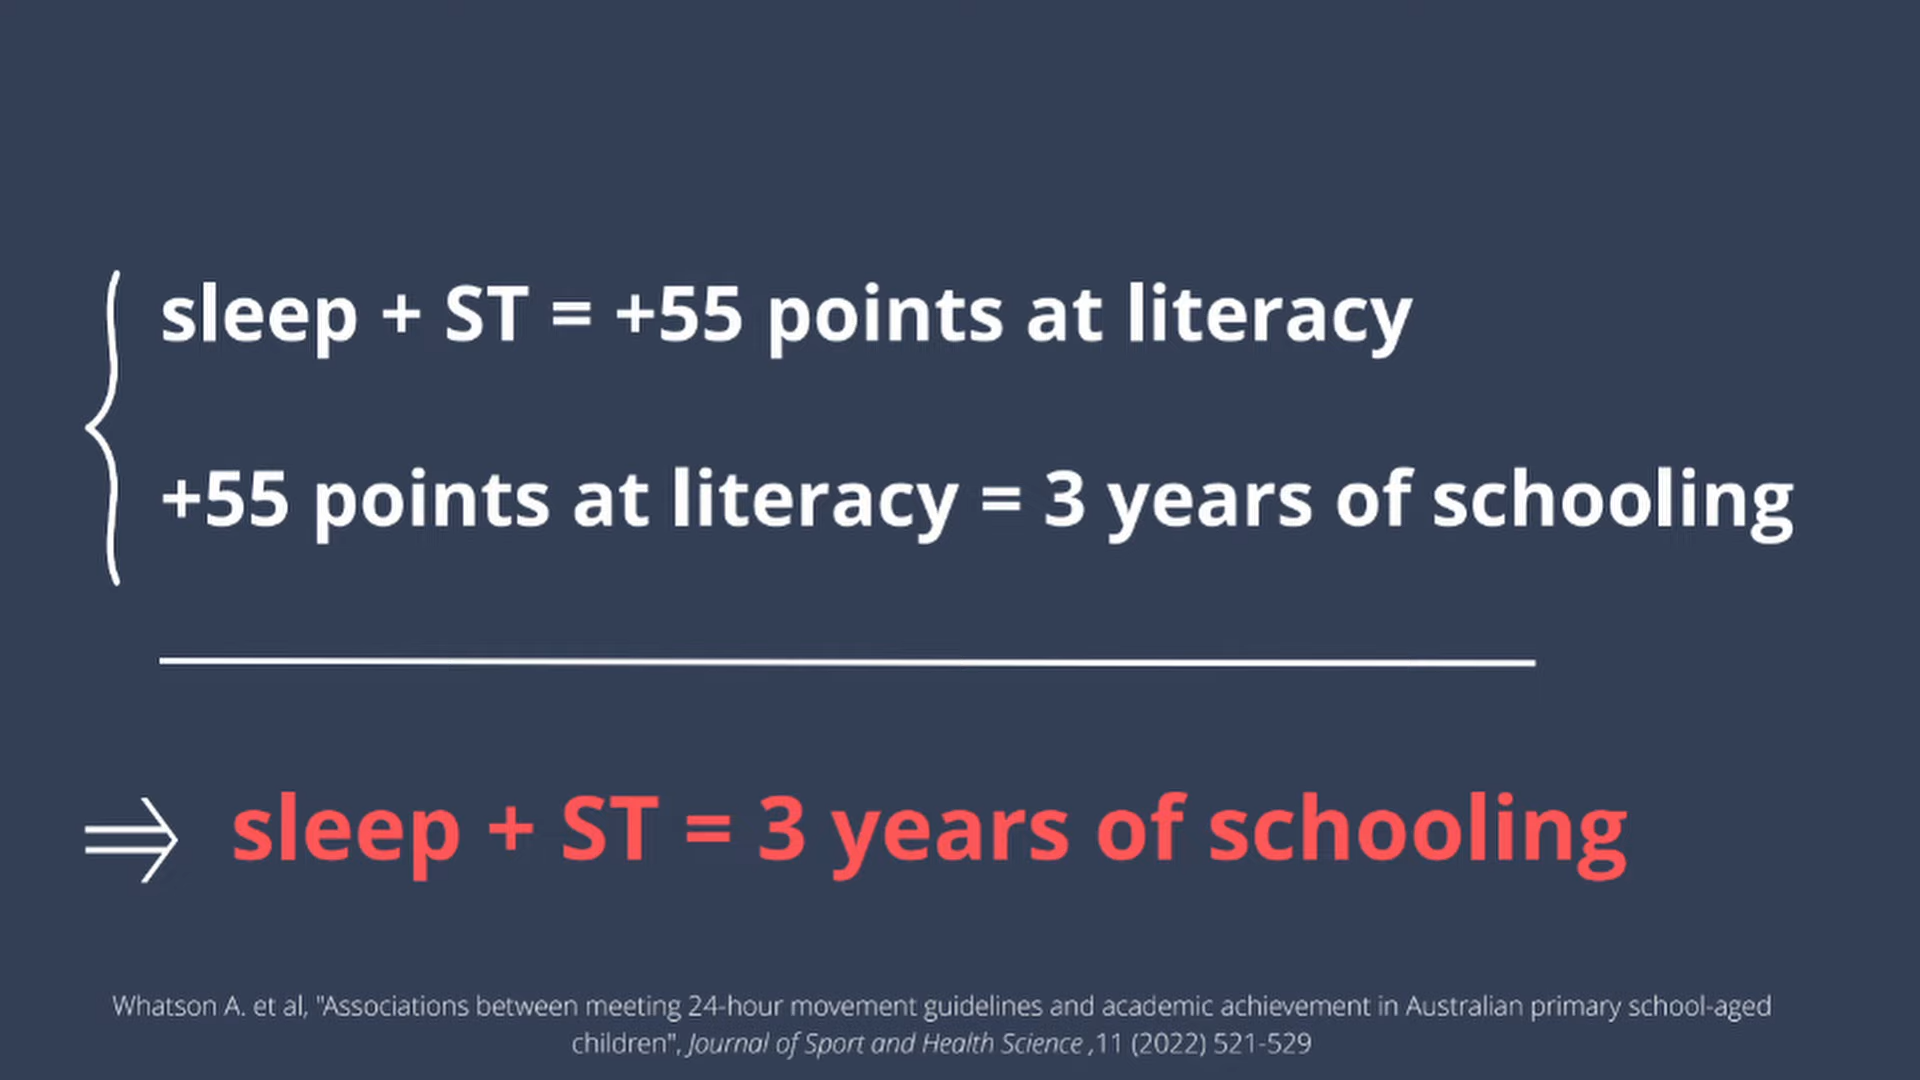 sleep + ST = +55 points at literacy
+55 points at literacy = 3 years of schooling
sleep + ST = 3 years of schooling
Whatson A. et al, "Associations between meeting 24-hour movement guidelines and academic achievement in Australian primary school-aged
children", Journal of Sport and Health Science ,11 (2022) 521-529